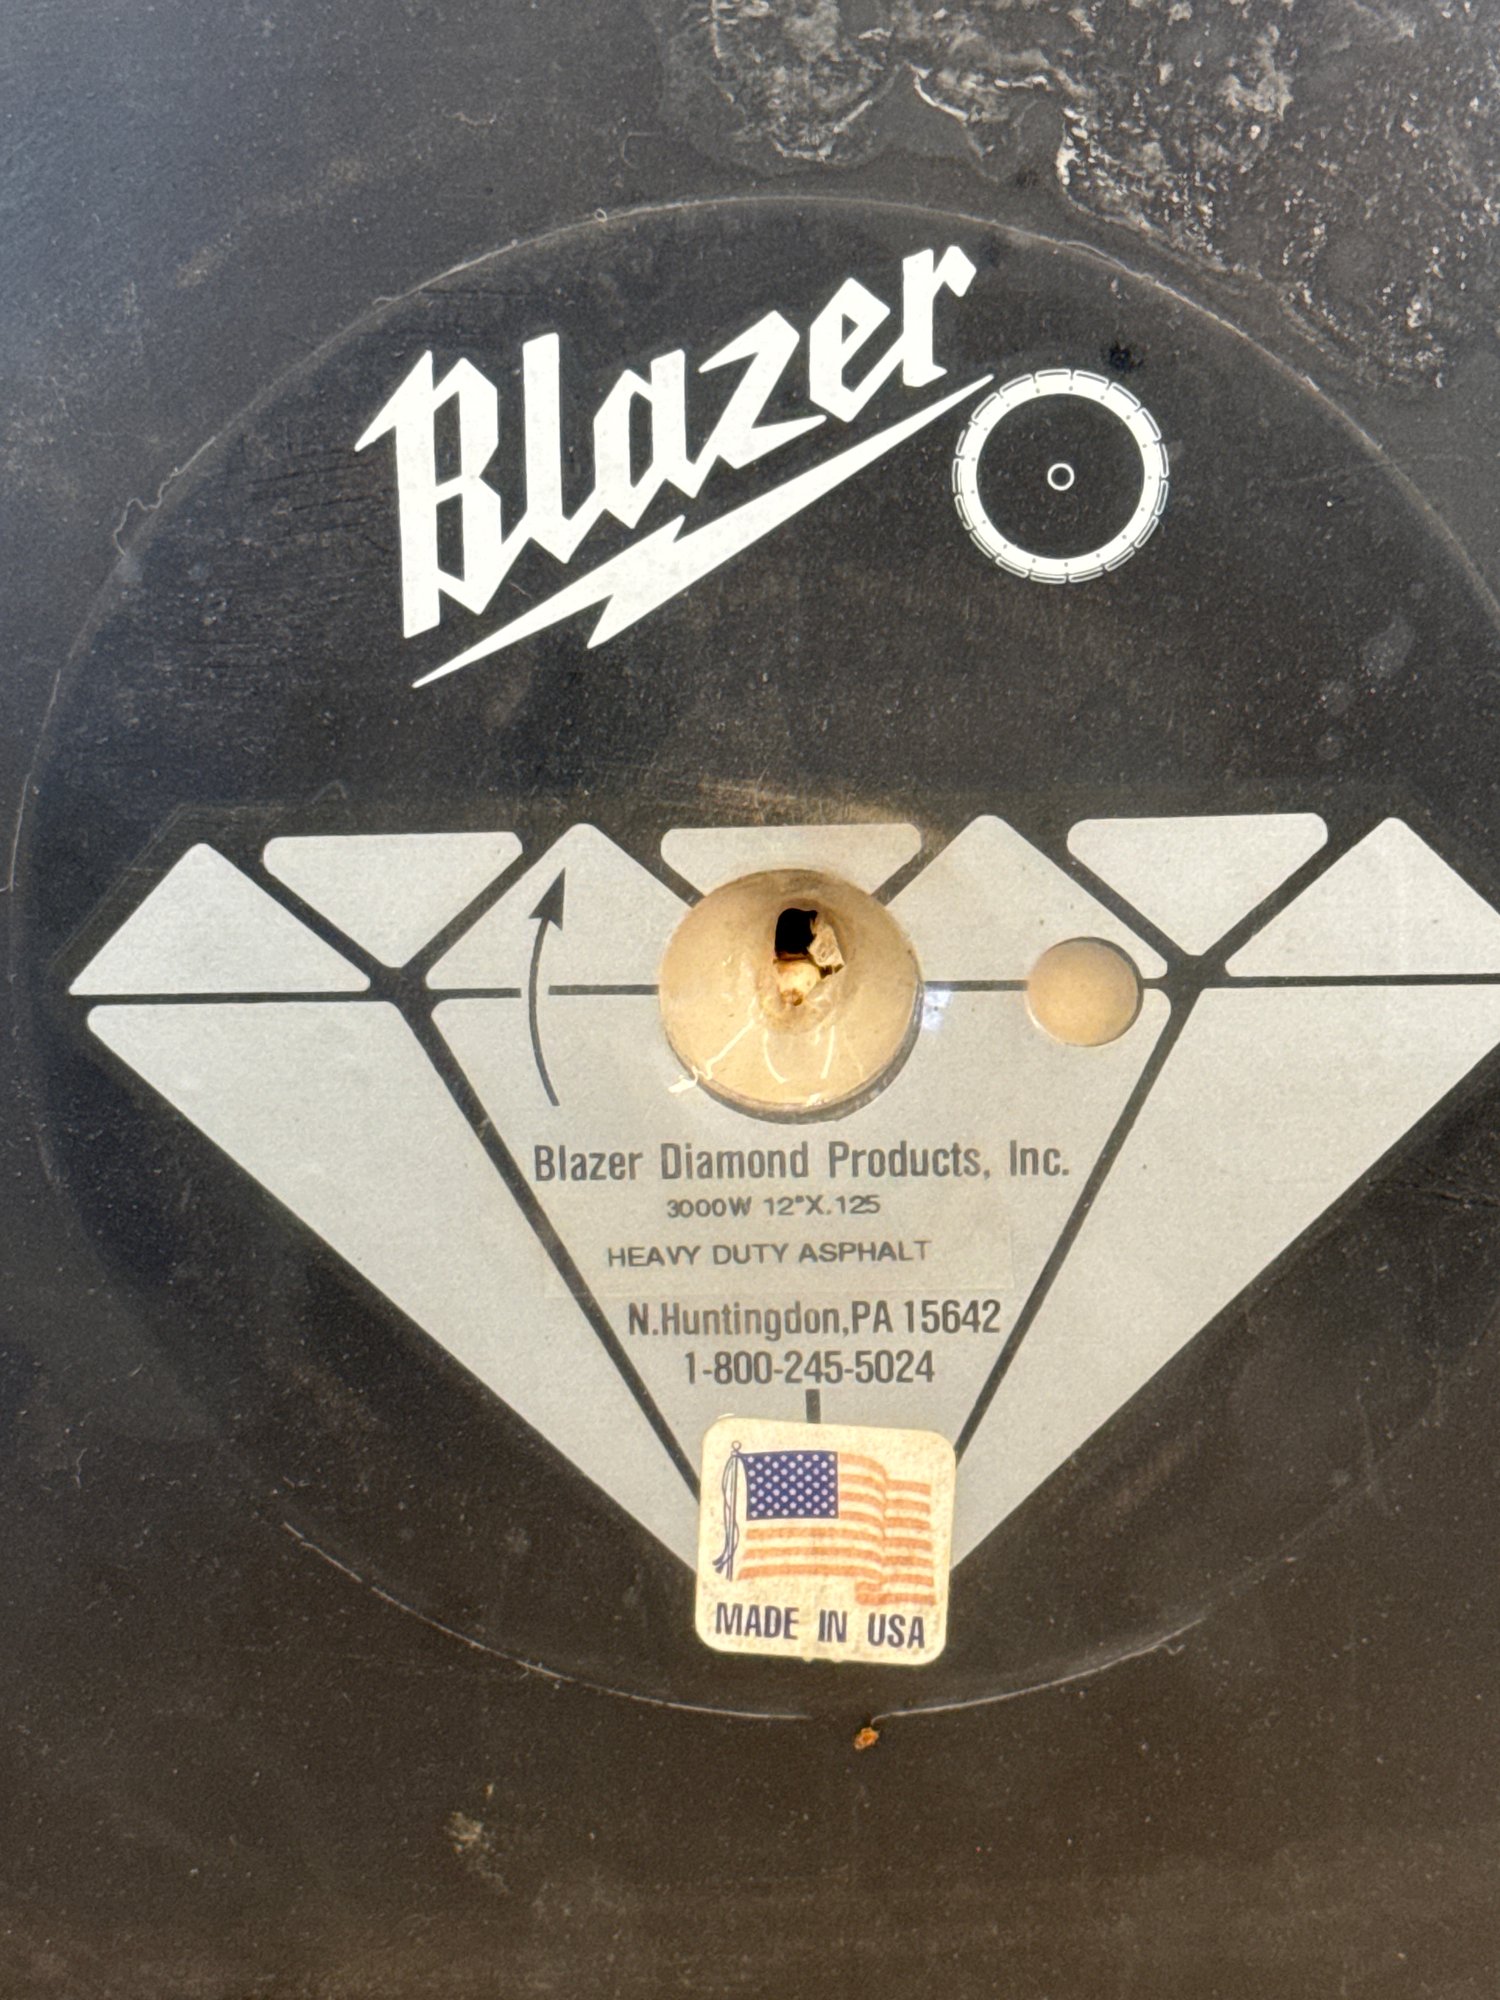 Blazer
Blazer Diamond Products, Inc.
3000W 12"X.125
HEAVY DUTY ASPHALT
N.Huntingdon,PA 15642
1-800-245-5024
MADE IN USA